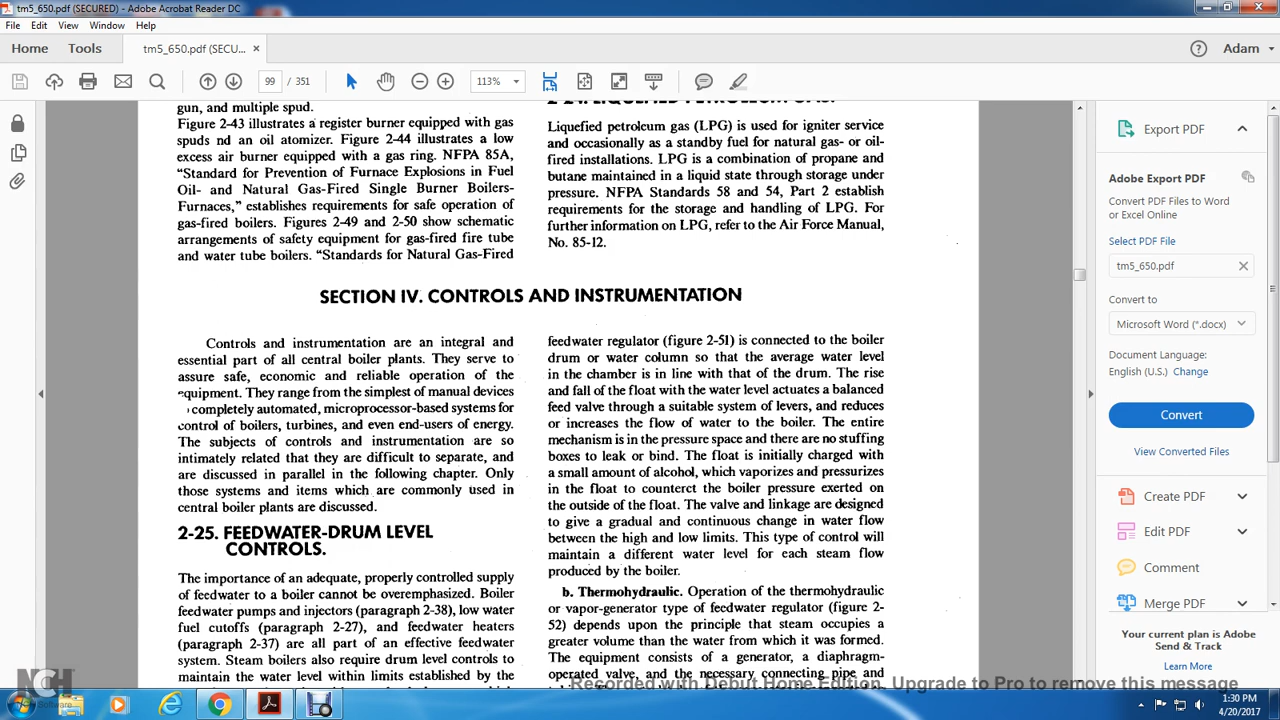 tm5_650.pdf (SECURED) - Adobe Acrobat Reader DC
File Edit View Window Help
Home Tools tm5_650.pdf (SECU... × Adam
99 / 351 113%
gun, and multiple spud.
Figure 2-43 illustrates a register burner equipped with gas
spuds nd an oil atomizer. Figure 2-44 illustrates a low
excess air burner equipped with a gas ring. NFPA 85A,
“Standard for Prevention of Furnace Explosions in Fuel
Oil- and Natural Gas-Fired Single Burner Boilers-
Furnaces,” establishes requirements for safe operation of
gas-fired boilers. Figures 2-49 and 2-50 show schematic
arrangements of safety equipment for gas-fired fire tube
and water tube boilers. “Standards for Natural Gas-Fired
2-24. LIQUEFIED PETROLEUM GAS.
Liquefied petroleum gas (LPG) is used for igniter service
and occasionally as a standby fuel for natural gas- or oil-
fired installations. LPG is a combination of propane and
butane maintained in a liquid state through storage under
pressure. NFPA Standards 58 and 54, Part 2 establish
requirements for the storage and handling of LPG. For
further information on LPG, refer to the Air Force Manual,
No. 85-12.
SECTION IV. CONTROLS AND INSTRUMENTATION
Controls and instrumentation are an integral and
essential part of all central boiler plants. They serve to
assure safe, economic and reliable operation of the
equipment. They range from the simplest of manual devices
completely automated, microprocessor-based systems for
control of boilers, turbines, and even end-users of energy.
The subjects of controls and instrumentation are so
intimately related that they are difficult to separate, and
are discussed in parallel in the following chapter. Only
those systems and items which are commonly used in
central boiler plants are discussed.
2-25. FEEDWATER-DRUM LEVEL
CONTROLS.
The importance of an adequate, properly controlled supply
of feedwater to a boiler cannot be overemphasized. Boiler
feedwater pumps and injectors (paragraph 2-38), low water
fuel cutoffs (paragraph 2-27), and feedwater heaters
(paragraph 2-37) are all part of an effective feedwater
system. Steam boilers also require drum level controls to
maintain the water level within limits established by the
feedwater regulator (figure 2-51) is connected to the boiler
drum or water column so that the average water level
in the chamber is in line with that of the drum. The rise
and fall of the float with the water level actuates a balanced
feed valve through a suitable system of levers, and reduces
or increases the flow of water to the boiler. The entire
mechanism is in the pressure space and there are no stuffing
boxes to leak or bind. The float is initially charged with
a small amount of alcohol, which vaporizes and pressurizes
in the float to counterct the boiler pressure exerted on
the outside of the float. The valve and linkage are designed
to give a gradual and continuous change in water flow
between the high and low limits. This type of control will
maintain a different water level for each steam flow
produced by the boiler.
b. Thermohydraulic. Operation of the thermohydraulic
or vapor-generator type of feedwater regulator (figure 2-
52) depends upon the principle that steam occupies a
greater volume than the water from which it was formed.
The equipment consists of a generator, a diaphragm-
operated valve, and the necessary connecting pipe and
Export PDF
Adobe Export PDF
Convert PDF Files to Word
or Excel Online
Select PDF File
tm5_650.pdf
Convert to
Microsoft Word (*.docx)
Document Language:
English (U.S.) Change
Convert
View Converted Files
Create PDF
Edit PDF
Comment
Merge PDF
Your current plan is Adobe
Send & Track
Learn More
NCH Software
Recorded with Debut Home Edition. Upgrade to Pro to remove this message
1:30 PM
4/20/2017